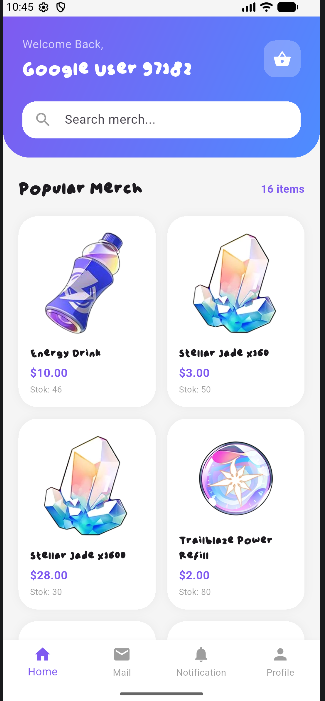 10:45
Welcome Back,
Google User 97382
Search merch...
Popular Merch
16 items
Energy Drink
$10.00
Stok: 46
Stellar Jade x160
$3.00
Stok: 50
Stellar Jade x1600
$28.00
Stok: 30
Trailblaze Power
Refill
$2.00
Stok: 80
Home
Mail
Notification
Profile